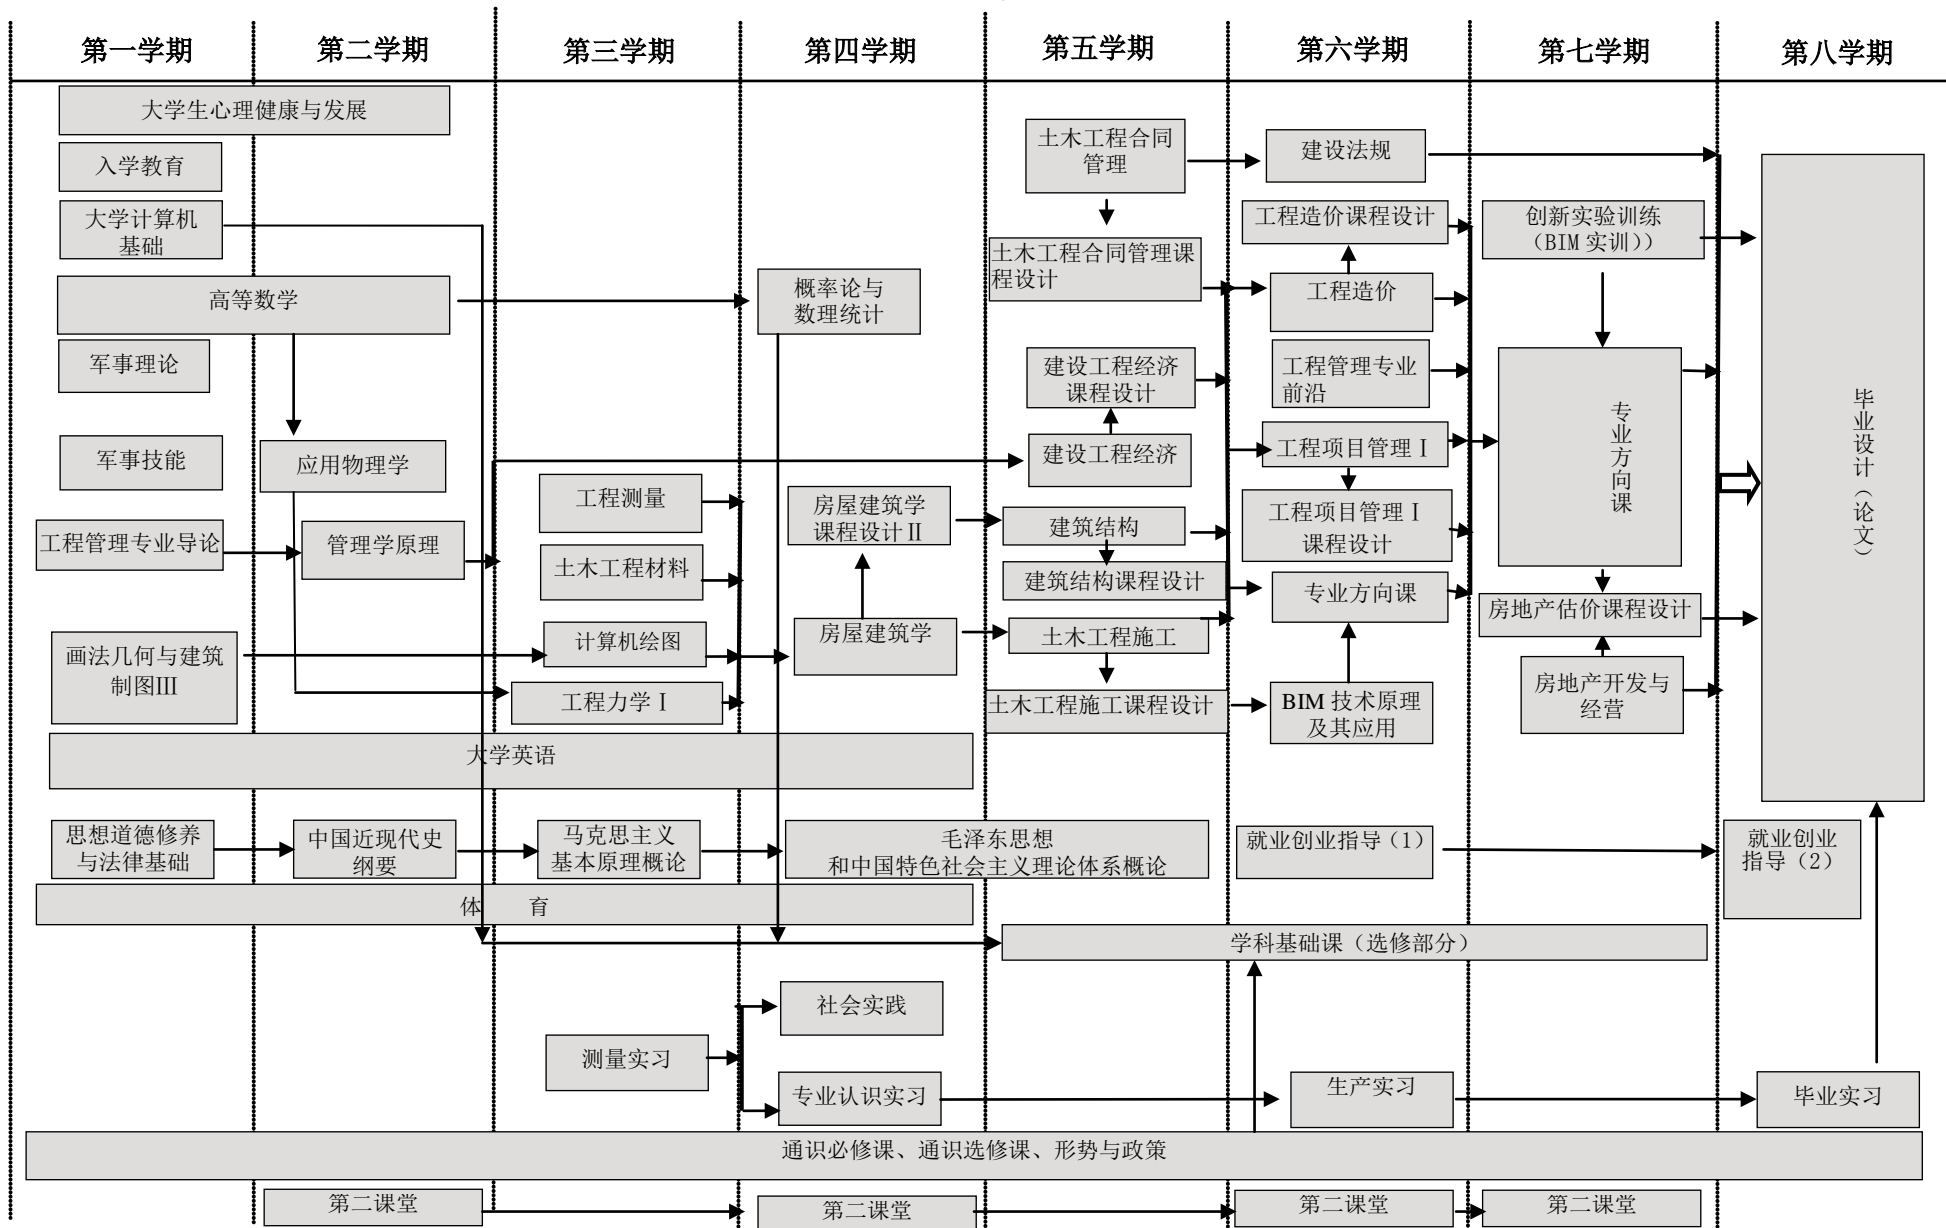 第一学期
第二学期
第三学期
第四学期
第五学期
第六学期
第七学期
第八学期
大学生心理健康与发展
入学教育
大学计算机
基础
高等数学
军事理论
军事技能
工程管理专业导论
画法几何与建筑
制图Ⅲ
应用物理学
管理学原理
工程测量
土木工程材料
计算机绘图
工程力学Ⅰ
概率论与
数理统计
房屋建筑学
课程设计Ⅱ
房屋建筑学
土木工程合同
管理
土木工程合同管理课
程设计
建设工程经济
课程设计
建设工程经济
建筑结构
建筑结构课程设计
土木工程施工
土木工程施工课程设计
建设法规
工程造价课程设计
工程造价
工程管理专业
前沿
工程项目管理Ⅰ
工程项目管理Ⅰ
课程设计
专业方向课
BIM 技术原理
及其应用
创新实验训练
（BIM 实训））
专业方向课
房地产估价课程设计
房地产开发与
经营
毕业设计（论文）
大学英语
思想道德修养
与法律基础
中国近现代史
纲要
马克思主义
基本原理概论
毛泽东思想
和中国特色社会主义理论体系概论
就业创业指导（1）
就业创业
指导（2）
体 育
学科基础课（选修部分）
社会实践
测量实习
专业认识实习
生产实习
毕业实习
通识必修课、通识选修课、形势与政策
第二课堂
第二课堂
第二课堂
第二课堂